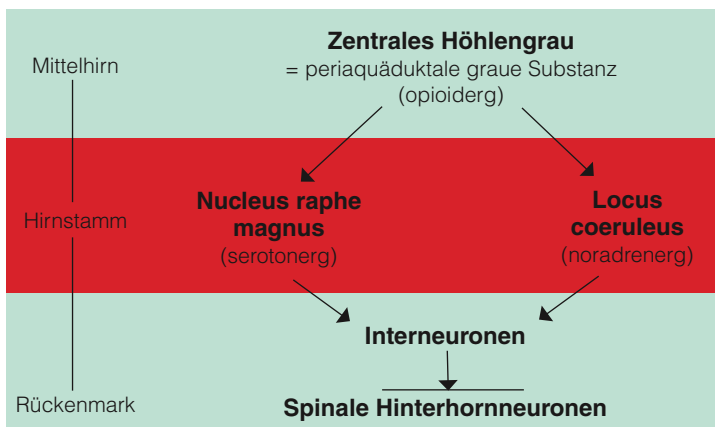 Zentrales Höhlengrau
Mittelhirn
= periaquäduktale graue Substanz
(opioiderg)
Nucleus raphe
magnus
(serotonerg)
Hirnstamm
Locus
coeruleus
(noradrenerg)
Interneuronen
Rückenmark
Spinale Hinterhornneuronen